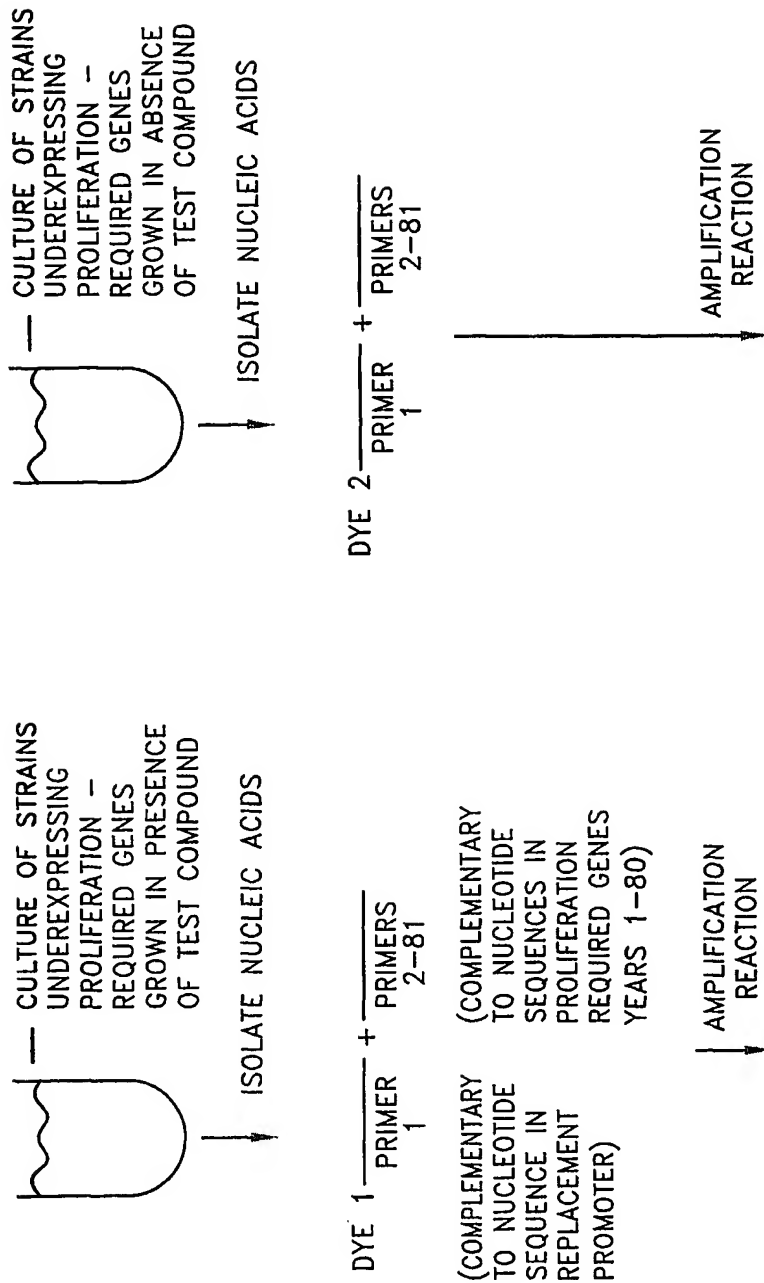 — CULTURE OF STRAINS
UNDEREXPRESSING
PROLIFERATION –
REQUIRED GENES
GROWN IN PRESENCE
OF TEST COMPOUND
ISOLATE NUCLEIC ACIDS
DYE 1 PRIMER 1 + PRIMERS 2–81
(COMPLEMENTARY
TO NUCLEOTIDE
SEQUENCE IN
REPLACEMENT
PROMOTER)
(COMPLEMENTARY
TO NUCLEOTIDE
SEQUENCES IN
PROLIFERATION
REQUIRED GENES
YEARS 1–80)
AMPLIFICATION
REACTION
— CULTURE OF STRAINS
UNDEREXPRESSING
PROLIFERATION –
REQUIRED GENES
GROWN IN ABSENCE
OF TEST COMPOUND
ISOLATE NUCLEIC ACIDS
DYE 2 PRIMER 1 + PRIMERS 2–81
AMPLIFICATION
REACTION